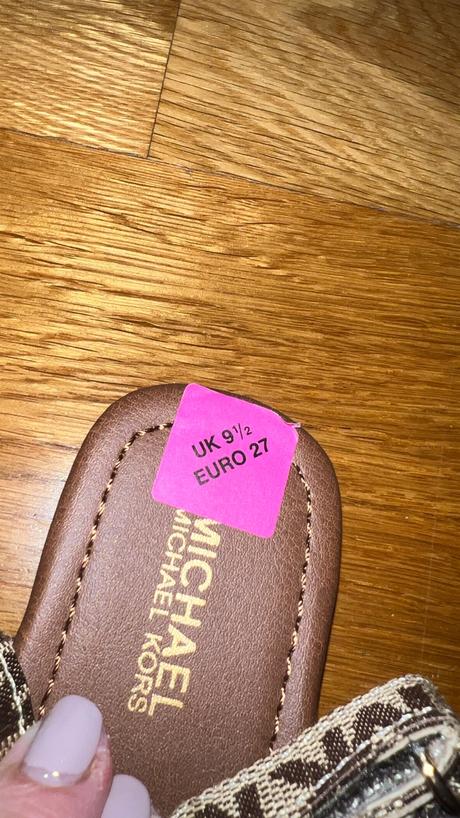 UK 9½
EURO 27
MICHAEL
MICHAEL KORS